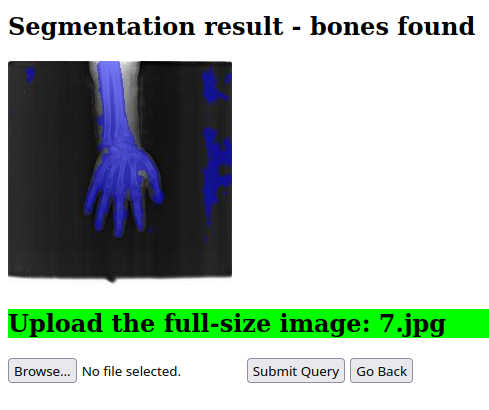 Segmentation result - bones found
Upload the full-size image: 7.jpg
Browse... No file selected. Submit Query Go Back